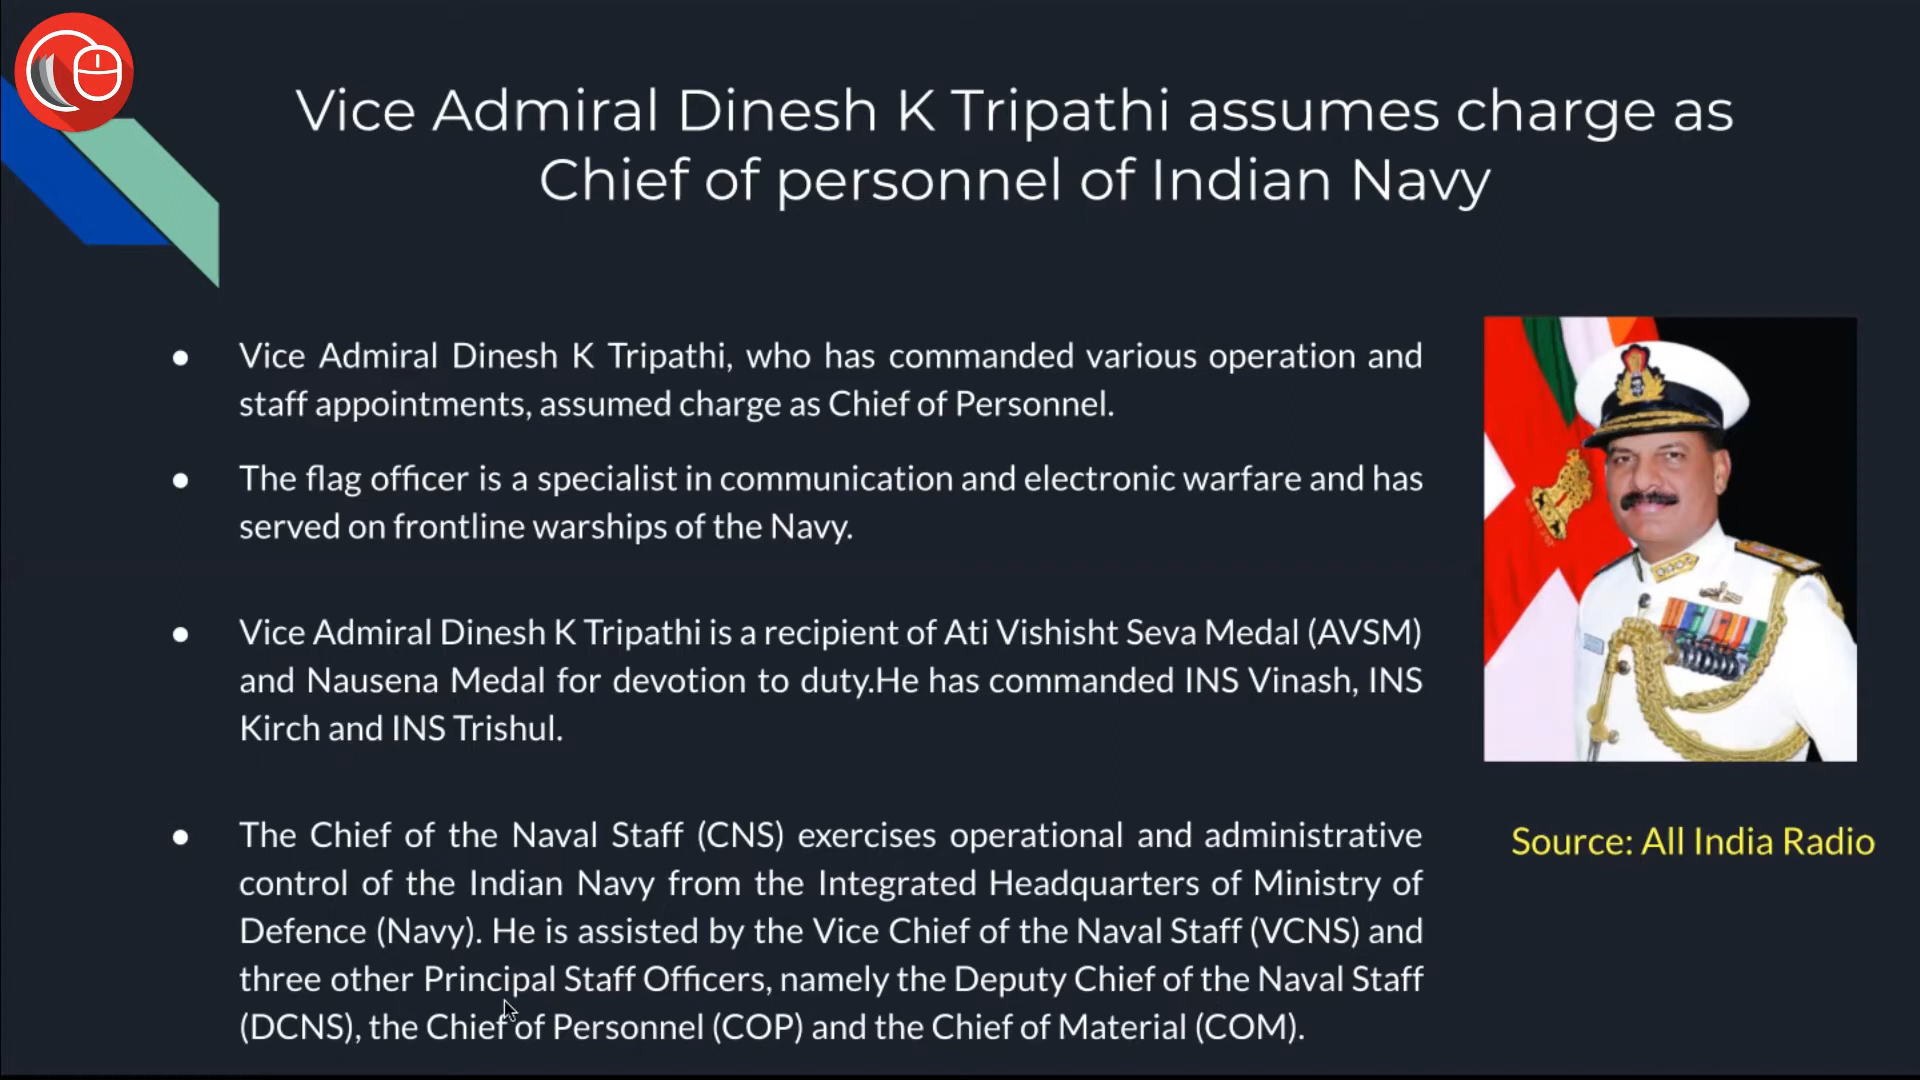 Vice Admiral Dinesh K Tripathi assumes charge as
Chief of personnel of Indian Navy
● Vice Admiral Dinesh K Tripathi, who has commanded various operation and
staff appointments, assumed charge as Chief of Personnel.
● The flag officer is a specialist in communication and electronic warfare and has
served on frontline warships of the Navy.
● Vice Admiral Dinesh K Tripathi is a recipient of Ati Vishisht Seva Medal (AVSM)
and Nausena Medal for devotion to duty.He has commanded INS Vinash, INS
Kirch and INS Trishul.
● The Chief of the Naval Staff (CNS) exercises operational and administrative
control of the Indian Navy from the Integrated Headquarters of Ministry of
Defence (Navy). He is assisted by the Vice Chief of the Naval Staff (VCNS) and
three other Principal Staff Officers, namely the Deputy Chief of the Naval Staff
(DCNS), the Chief of Personnel (COP) and the Chief of Material (COM).
Source: All India Radio